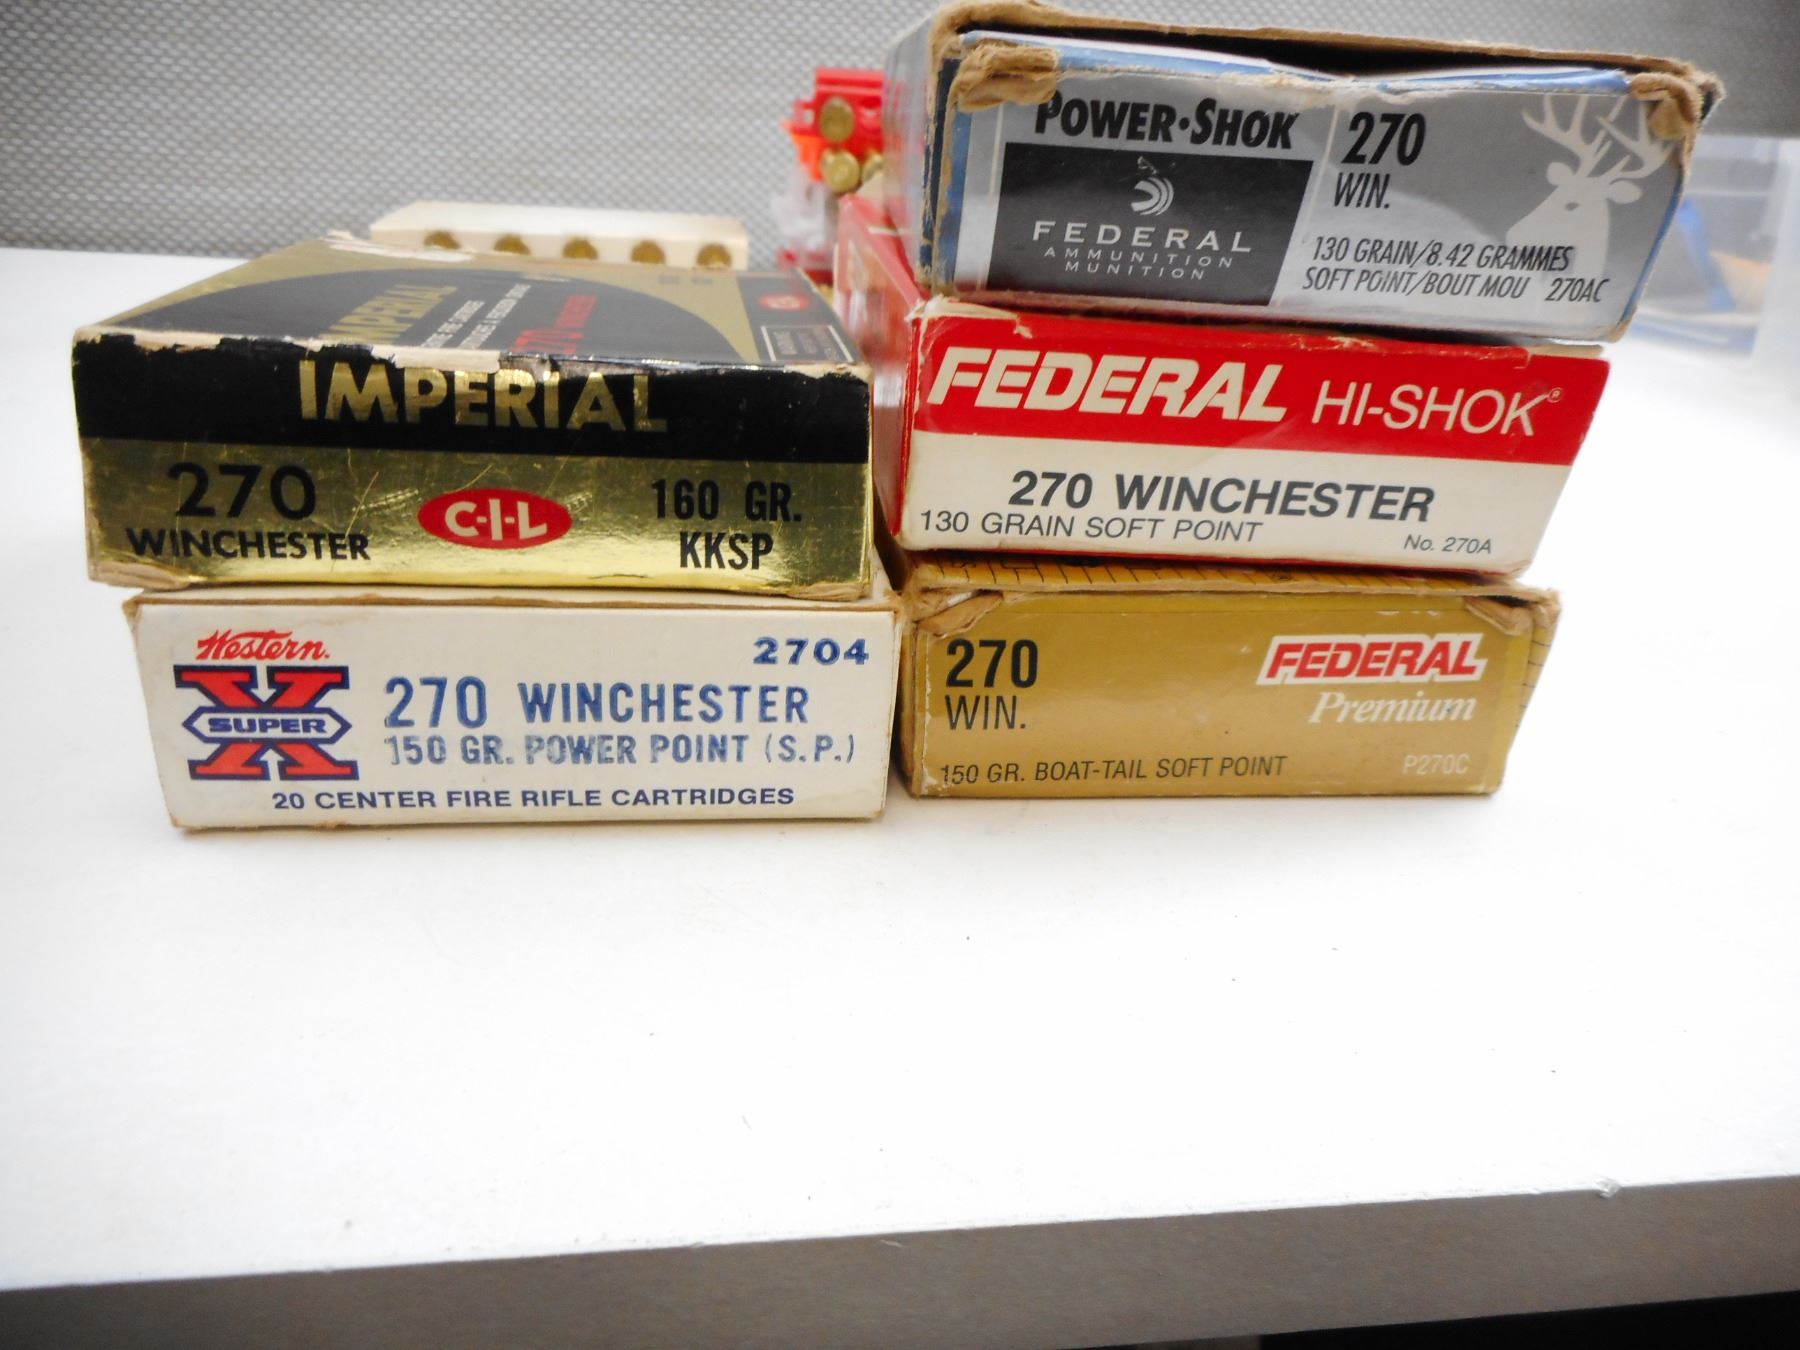 IMPERIAL
270 WINCHESTER
IMPERIAL
270
WINCHESTER
C-I-L
160 GR.
KKSP
Western
SUPER X
2704
270 WINCHESTER
150 GR. POWER POINT (S.P.)
20 CENTER FIRE RIFLE CARTRIDGES
POWER·SHOK
FEDERAL
AMMUNITION
MUNITION
270
WIN.
130 GRAIN/8.42 GRAMMES
SOFT POINT/BOUT MOU 270AC
FEDERAL HI-SHOK®
270 WINCHESTER
130 GRAIN SOFT POINT
No. 270A
270
WIN.
FEDERAL
Premium
150 GR. BOAT-TAIL SOFT POINT
P270C